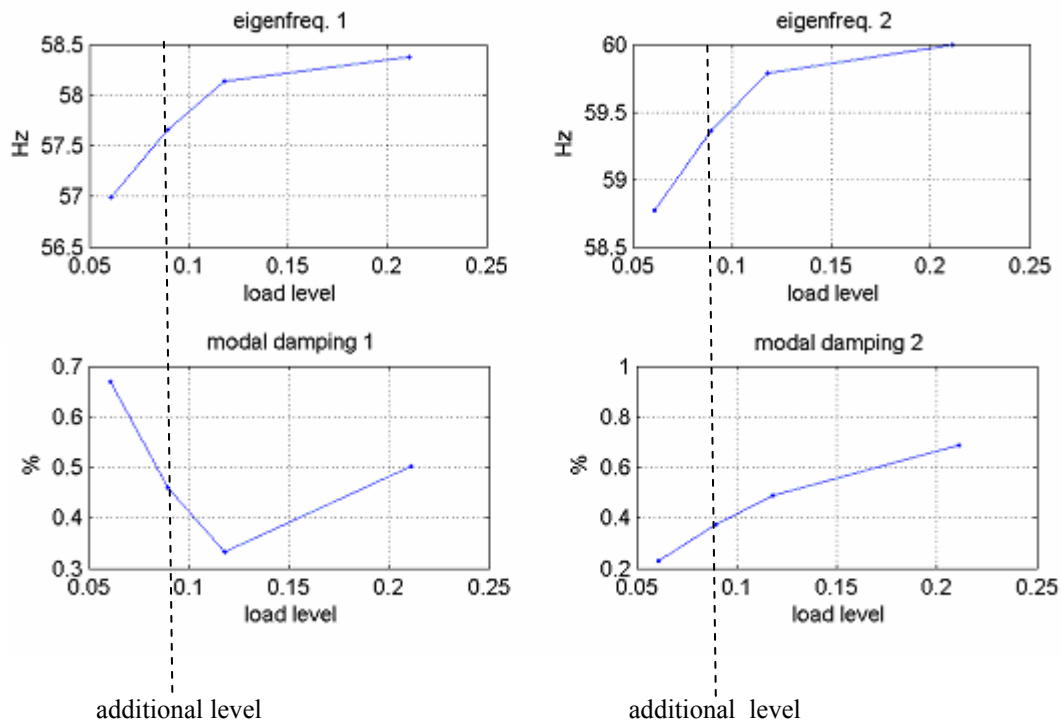 eigenfreq. 1
58.5
58
57.5
57
56.5
Hz
0.05 0.1 0.15 0.2 0.25
load level
eigenfreq. 2
60
59.5
59
58.5
Hz
0.05 0.1 0.15 0.2 0.25
load level
modal damping 1
0.7
0.6
0.5
0.4
0.3
%
0.05 0.1 0.15 0.2 0.25
load level
modal damping 2
1
0.8
0.6
0.4
0.2
%
0.05 0.1 0.15 0.2 0.25
load level
additional level
additional level